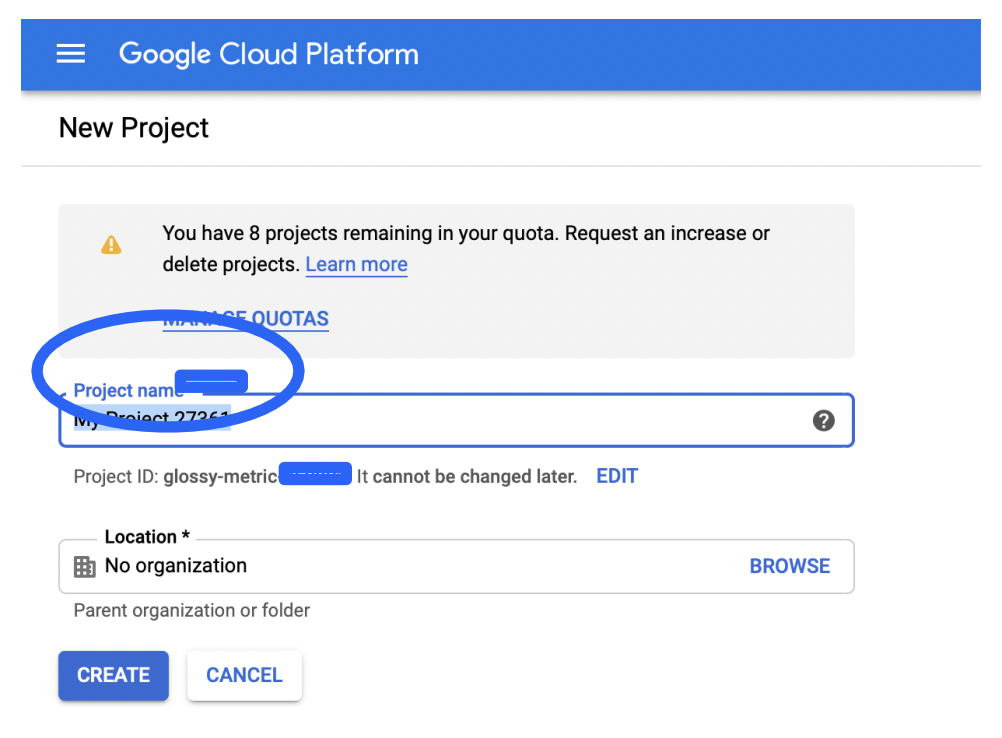 Google Cloud Platform
New Project
You have 8 projects remaining in your quota. Request an increase or
delete projects. Learn more
MANAGE QUOTAS
Project name
My Project 27361
Project ID: glossy-metric It cannot be changed later. EDIT
Location *
No organization BROWSE
Parent organization or folder
CREATE CANCEL